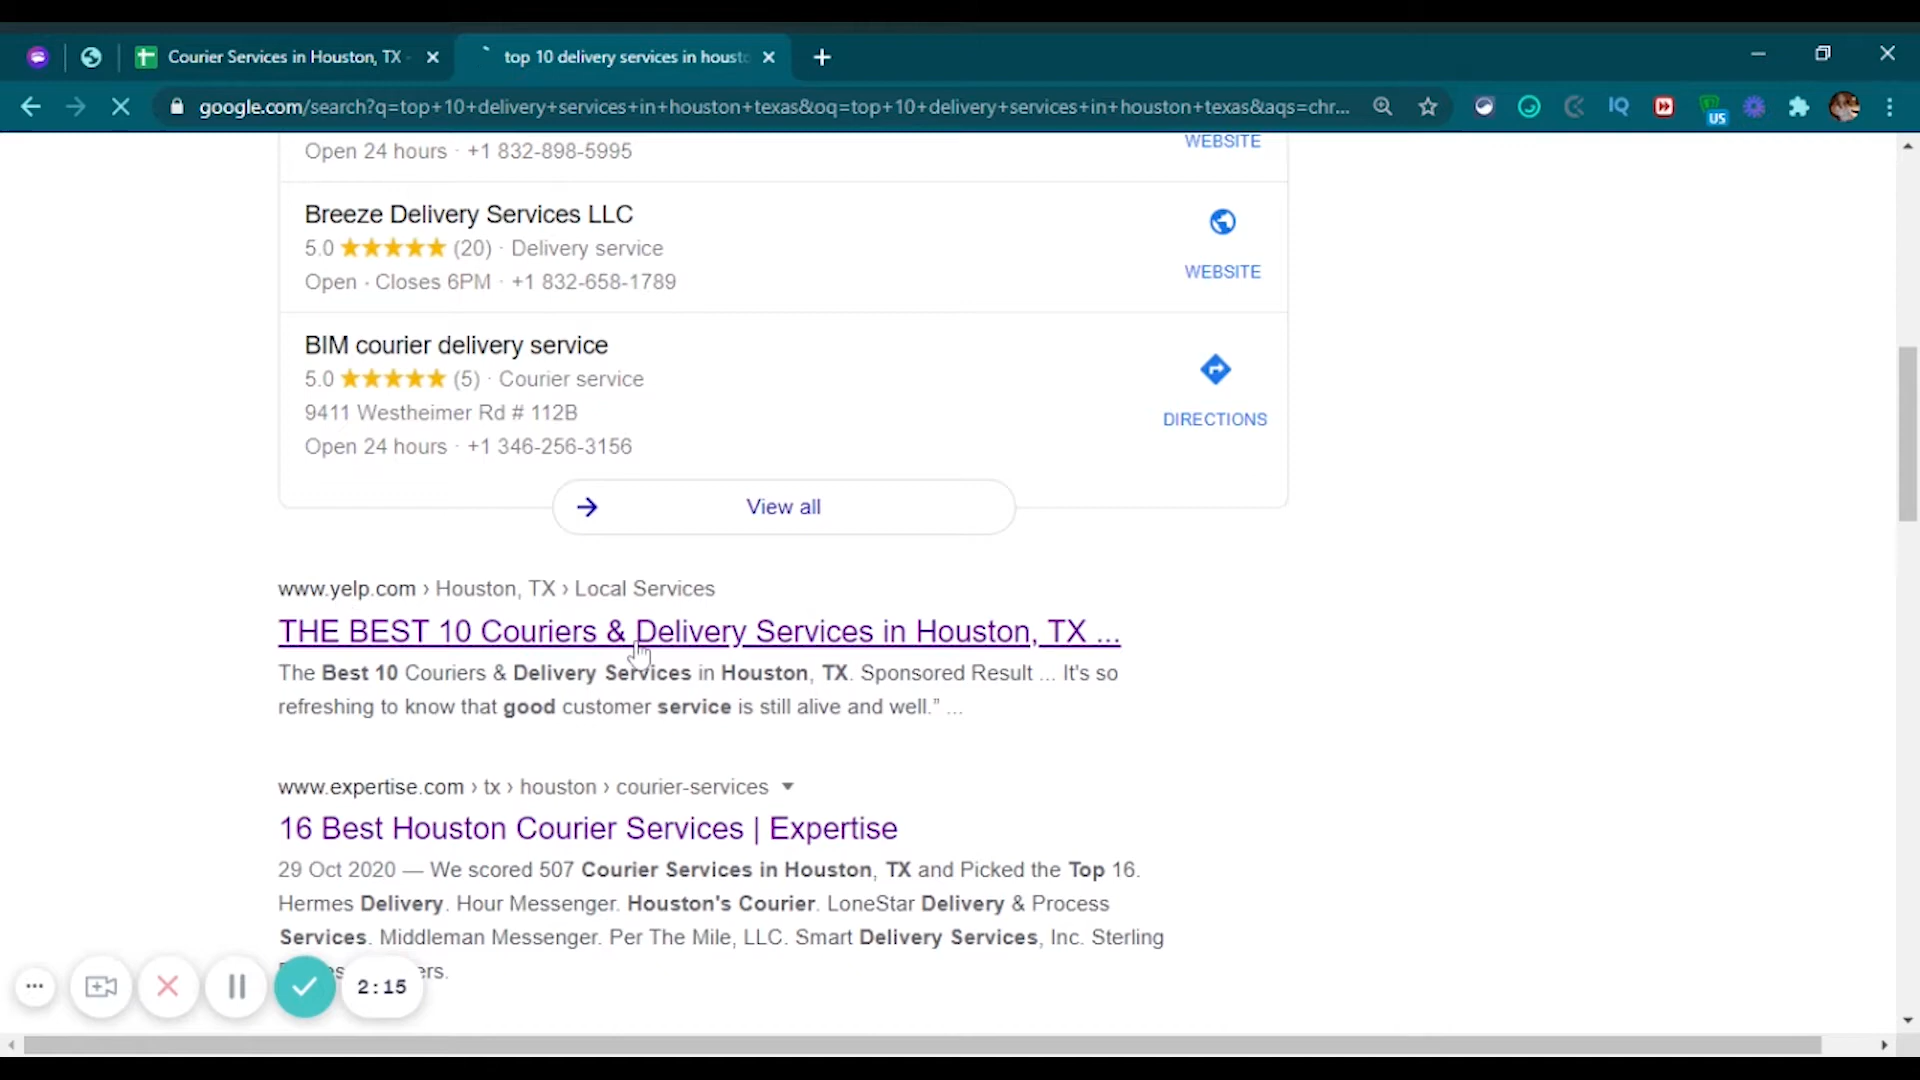 Courier Services in Houston, TX -
top 10 delivery services in housto
google.com/search?q=top+10+delivery+services+in+houston+texas&oq=top+10+delivery+services+in+houston+texas&aqs=chr...
IQ
US
Open 24 hours · +1 832-898-5995
WEBSITE
Breeze Delivery Services LLC
5.0 ★★★★★ (20) · Delivery service
Open · Closes 6PM · +1 832-658-1789
WEBSITE
BIM courier delivery service
5.0 ★★★★★ (5) · Courier service
9411 Westheimer Rd # 112B
Open 24 hours · +1 346-256-3156
DIRECTIONS
View all
www.yelp.com › Houston, TX › Local Services
THE BEST 10 Couriers & Delivery Services in Houston, TX ...
The Best 10 Couriers & Delivery Services in Houston, TX. Sponsored Result ... It's so
refreshing to know that good customer service is still alive and well.” ...
www.expertise.com › tx › houston › courier-services
16 Best Houston Courier Services | Expertise
29 Oct 2020 — We scored 507 Courier Services in Houston, TX and Picked the Top 16.
Hermes Delivery. Hour Messenger. Houston's Courier. LoneStar Delivery & Process
Services. Middleman Messenger. Per The Mile, LLC. Smart Delivery Services, Inc. Sterling
2:15